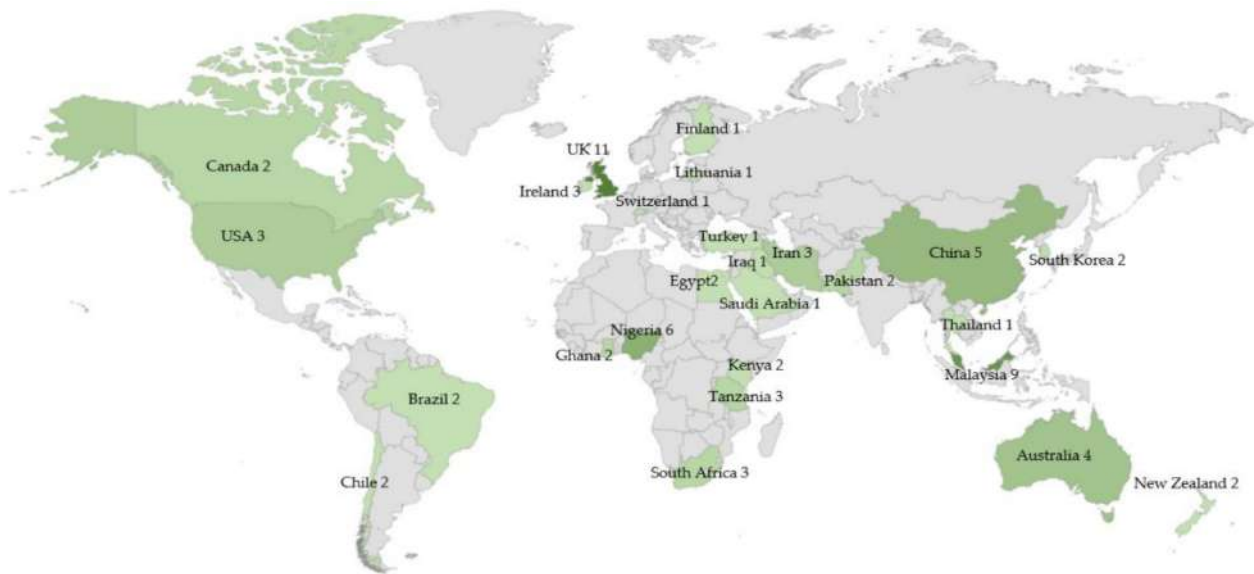 Finland 1
UK 11
Canada 2
Lithuania 1
Ireland 3
Switzerland 1
USA 3
Turkey 1
Iran 3
China 5
Iraq 1
South Korea 2
Egypt2
Pakistan 2
Saudi Arabia 1
Thailand 1
Nigeria 6
Ghana 2
Kenya 2
Malaysia 9
Brazil 2
Tanzania 3
Australia 4
South Africa 3
Chile 2
New Zealand 2